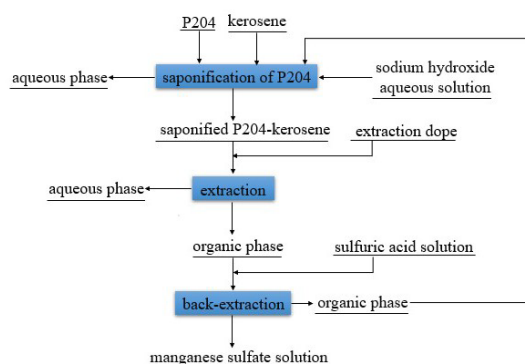 P204
kerosene
aqueous phase
saponification of P204
sodium hydroxide
aqueous solution
saponified P204-kerosene
extraction dope
aqueous phase
extraction
organic phase
sulfuric acid solution
back-extraction
organic phase
manganese sulfate solution